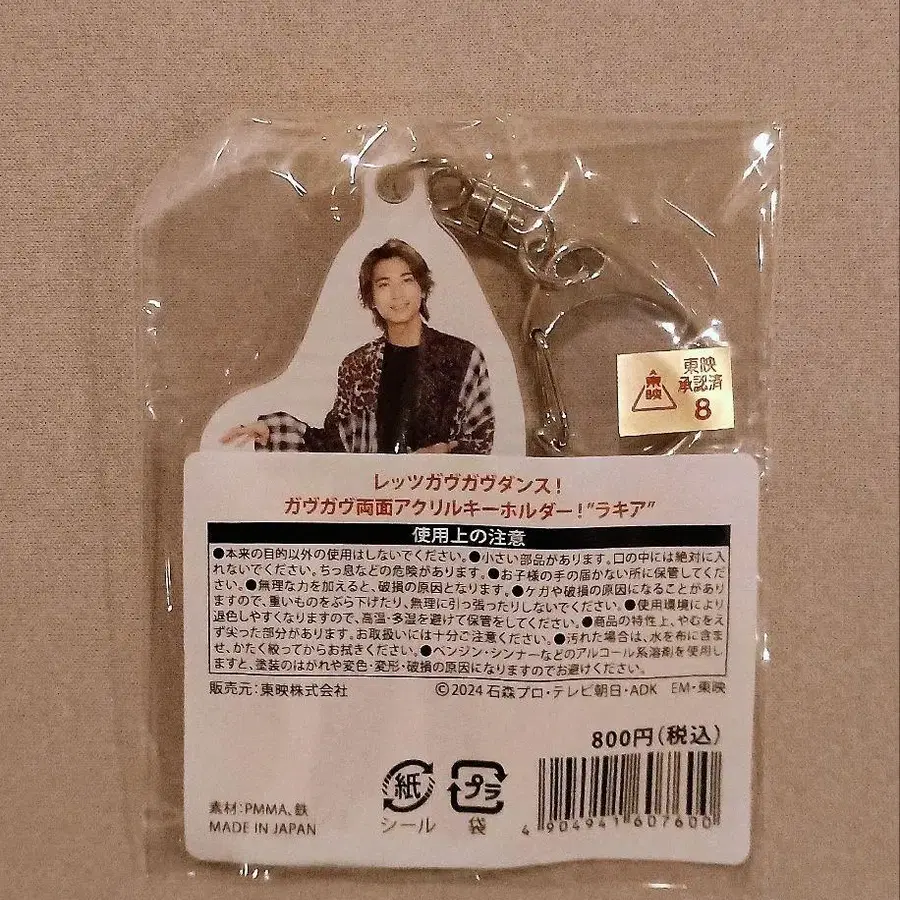 東映
承認済
東映
8
レッツガヴガヴダンス！
ガヴガヴ両面アクリルキーホルダー！"ラキア"
使用上の注意
●本来の目的以外の使用はしないでください。●小さい部品があります。口の中には絶対に入
れないでください。ちっ息などの危険があります。●お子様の手の届かない所に保管してくだ
さい。●無理な力を加えると、破損の原因となります。●ケガや破損の原因になることがあり
ますので、重いものをぶら下げたり、無理に引っ張ったりしないでください。●使用環境により
退色しやすくなりますので、高温・多湿を避けて保管をしてください。●商品の特性上、やむをえ
ず尖った部分があります。お取扱いには十分ご注意ください。●汚れた場合は、水を布に含ま
せ、かたく絞ってからお拭きください。●ベンジン・シンナーなどのアルコール系溶剤を使用し
ますと、塗装のはがれや変色・変形・破損の原因になりますのでお避けください。
販売元：東映株式会社 ©2024 石森プロ・テレビ朝日・ADK EM・東映
800円（税込）
紙 プラ
シール 袋
素材：PMMA、鉄
MADE IN JAPAN
4 904941 607600